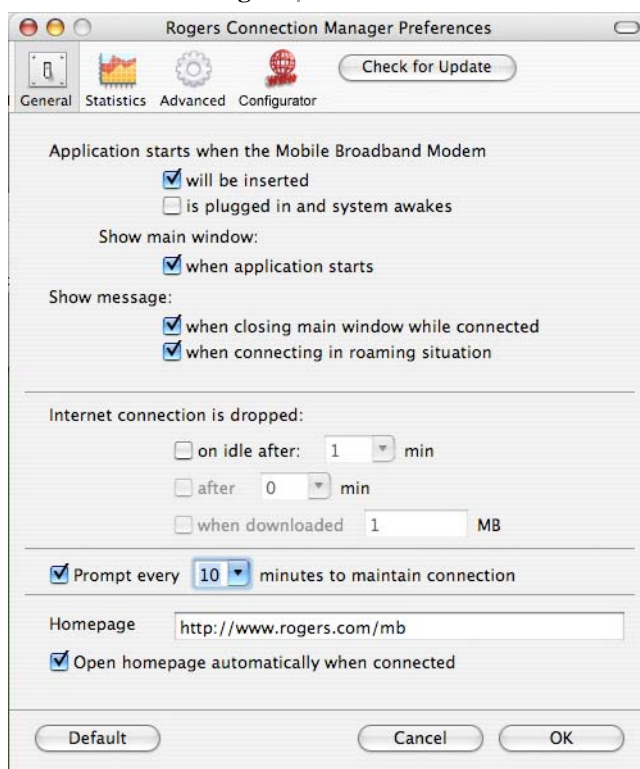 Rogers Connection Manager Preferences
General Statistics Advanced Configurator Check for Update
Application starts when the Mobile Broadband Modem
will be inserted
is plugged in and system awakes
Show main window:
when application starts
Show message:
when closing main window while connected
when connecting in roaming situation
Internet connection is dropped:
on idle after: 1 min
after 0 min
when downloaded 1 MB
Prompt every 10 minutes to maintain connection
Homepage http://www.rogers.com/mb
Open homepage automatically when connected
Default Cancel OK